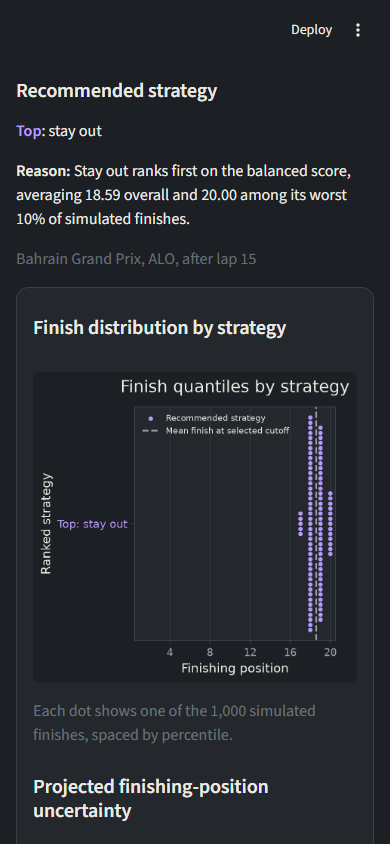 Deploy
Recommended strategy
Top: stay out
Reason: Stay out ranks first on the balanced score,
averaging 18.59 overall and 20.00 among its worst
10% of simulated finishes.
Bahrain Grand Prix, ALO, after lap 15
Finish distribution by strategy
Finish quantiles by strategy
Recommended strategy
Mean finish at selected cutoff
Ranked strategy
Top: stay out
4 8 12 16 20
Finishing position
Each dot shows one of the 1,000 simulated
finishes, spaced by percentile.
Projected finishing-position
uncertainty